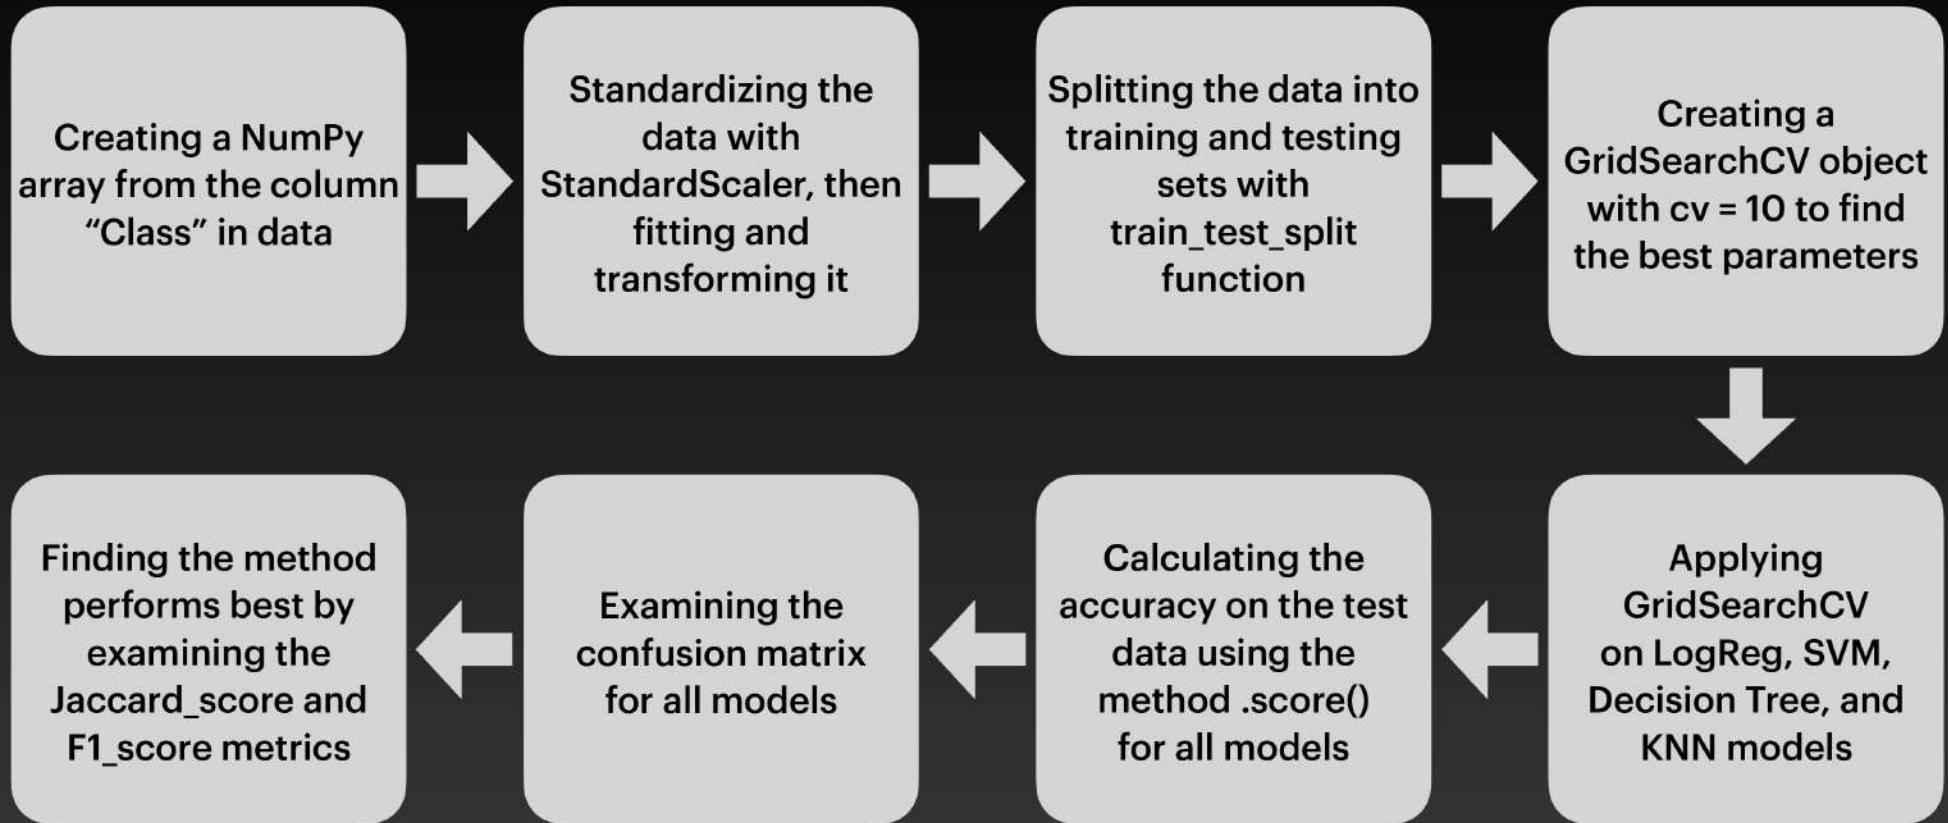 Creating a NumPy
array from the column
“Class” in data
Standardizing the
data with
StandardScaler, then
fitting and
transforming it
Splitting the data into
training and testing
sets with
train_test_split
function
Creating a
GridSearchCV object
with cv = 10 to find
the best parameters
Applying
GridSearchCV
on LogReg, SVM,
Decision Tree, and
KNN models
Calculating the
accuracy on the test
data using the
method .score()
for all models
Examining the
confusion matrix
for all models
Finding the method
performs best by
examining the
Jaccard_score and
F1_score metrics